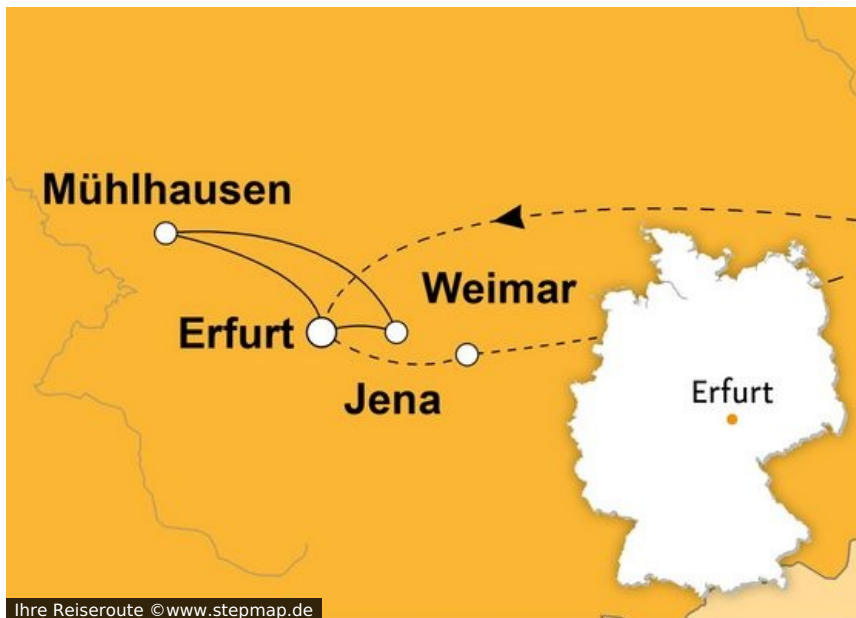 Mühlhausen
Weimar
Erfurt
Jena
Erfurt
Ihre Reiseroute ©www.stepmap.de